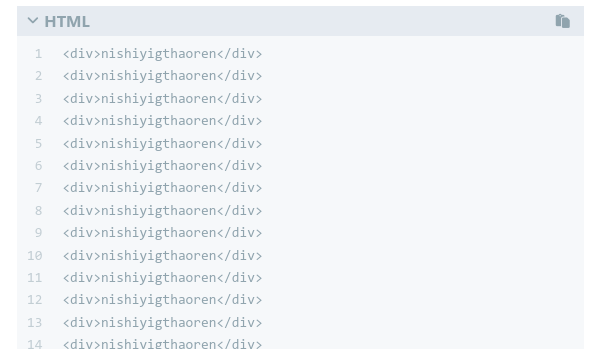 HTML
1 <div>nishiyigthaoren</div>
2 <div>nishiyigthaoren</div>
3 <div>nishiyigthaoren</div>
4 <div>nishiyigthaoren</div>
5 <div>nishiyigthaoren</div>
6 <div>nishiyigthaoren</div>
7 <div>nishiyigthaoren</div>
8 <div>nishiyigthaoren</div>
9 <div>nishiyigthaoren</div>
10 <div>nishiyigthaoren</div>
11 <div>nishiyigthaoren</div>
12 <div>nishiyigthaoren</div>
13 <div>nishiyigthaoren</div>
14 <div>nishiyigthaoren</div>